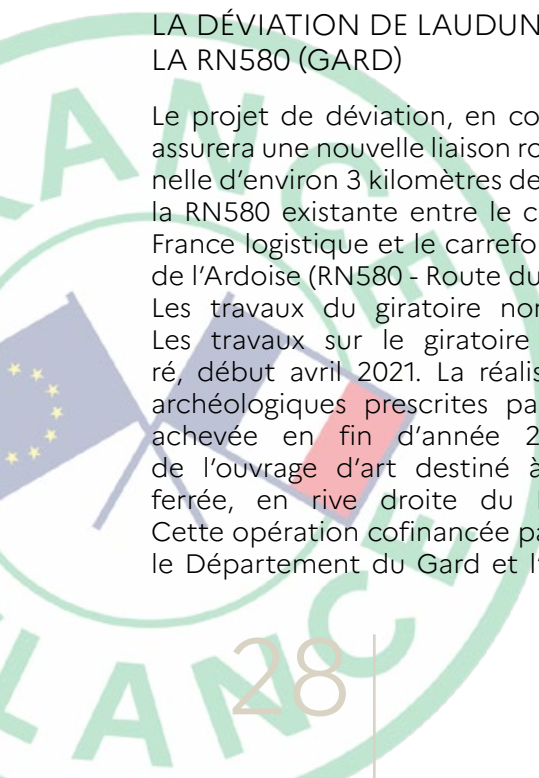 LA DÉVIATION DE LAUDUN
LA RN580 (GARD)
Le projet de déviation, en co
assurera une nouvelle liaison ro
nelle d'environ 3 kilomètres de
la RN580 existante entre le c
France logistique et le carrefo
de l'Ardoise (RN580 - Route du
Les travaux du giratoire nor
Les travaux sur le giratoire
ré, début avril 2021. La réalis
archéologiques prescrites pa
achevée en fin d'année 2
de l'ouvrage d'art destiné à
ferrée, en rive droite du
Cette opération cofinancée pa
le Département du Gard et l'
28